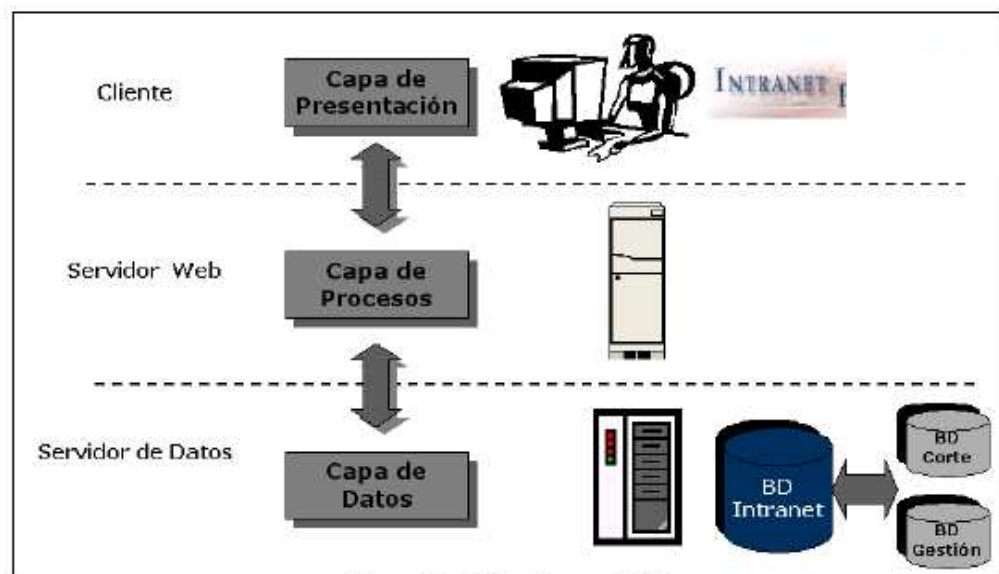 Cliente
Capa de
Presentación
INTRANET
Servidor Web
Capa de
Procesos
Servidor de Datos
Capa de
Datos
BD
Intranet
BD
Corte
BD
Gestión